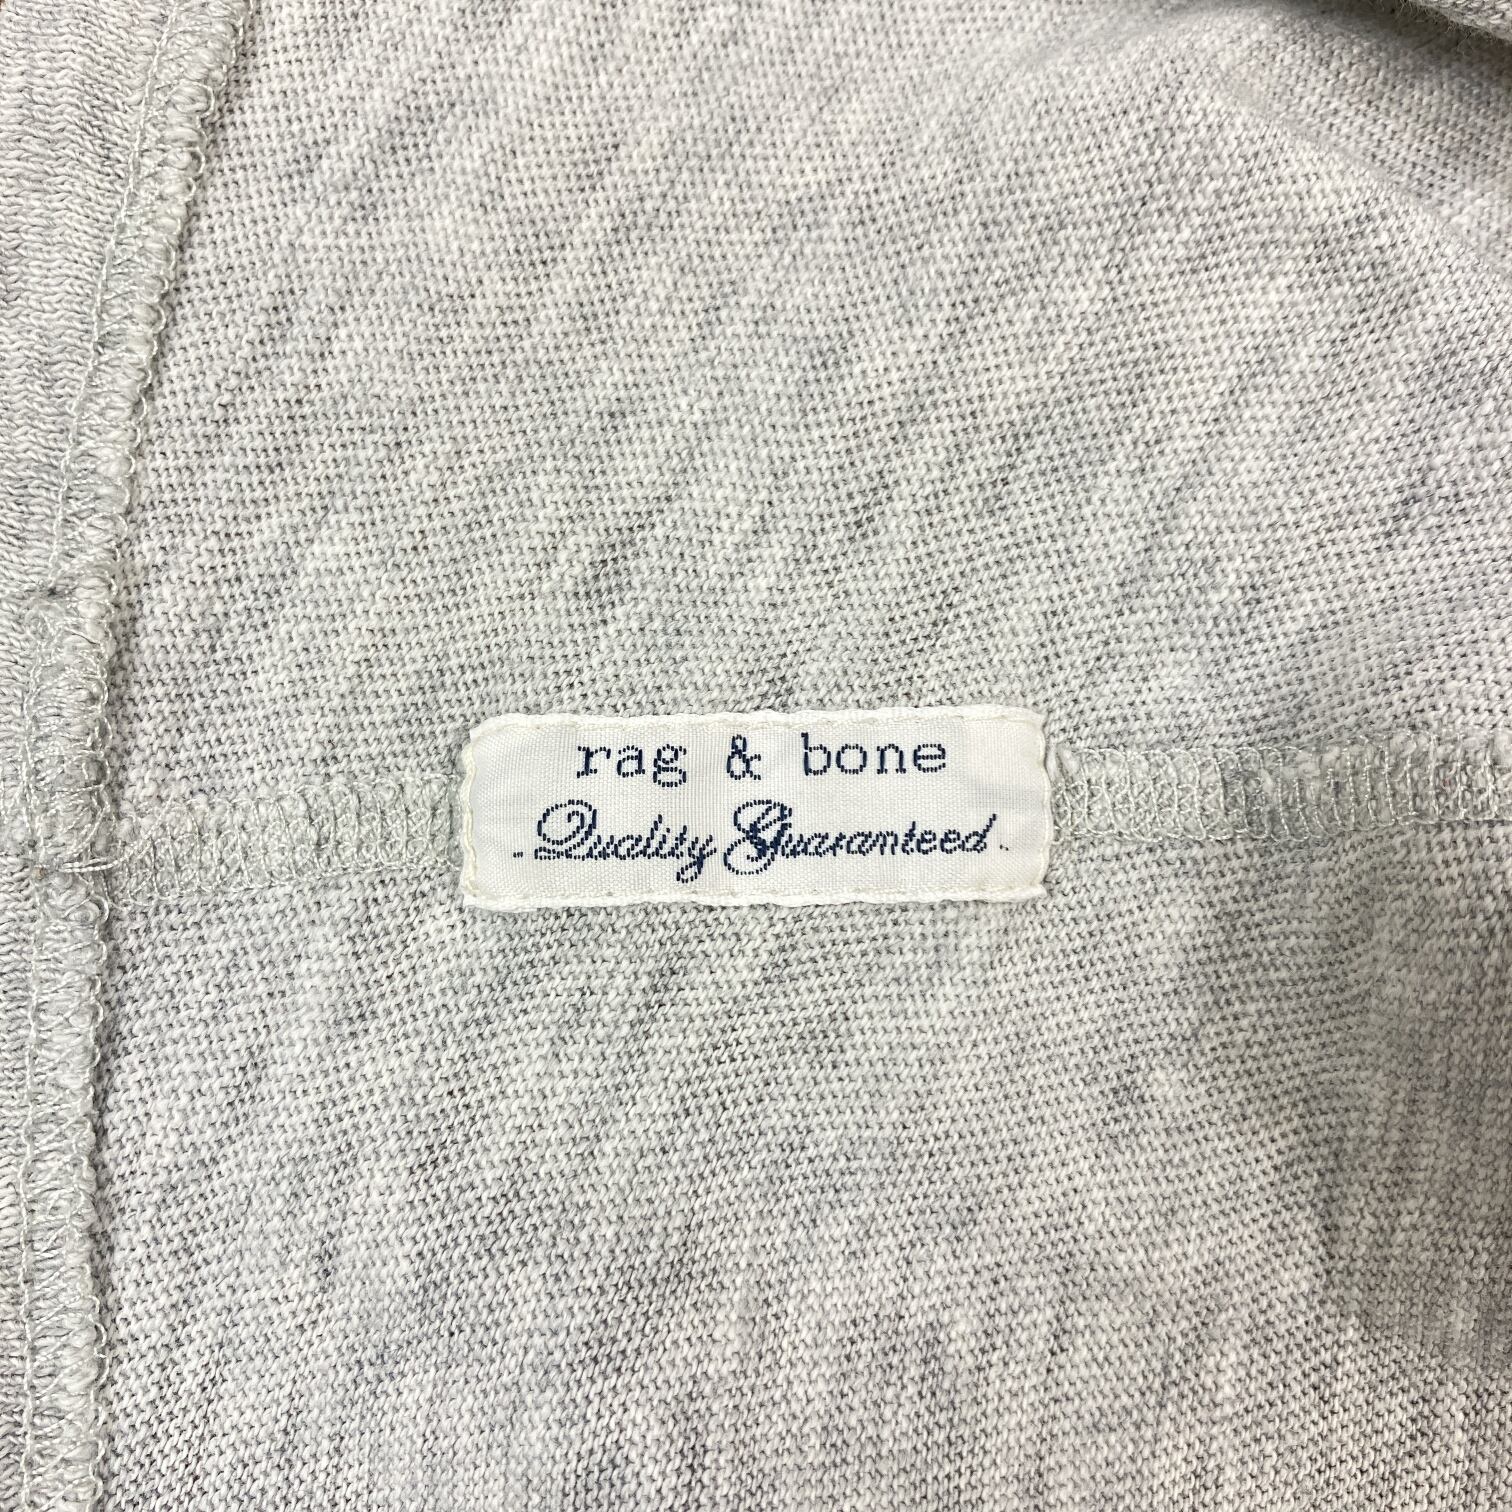 rag & bone
- Quality Guaranteed.